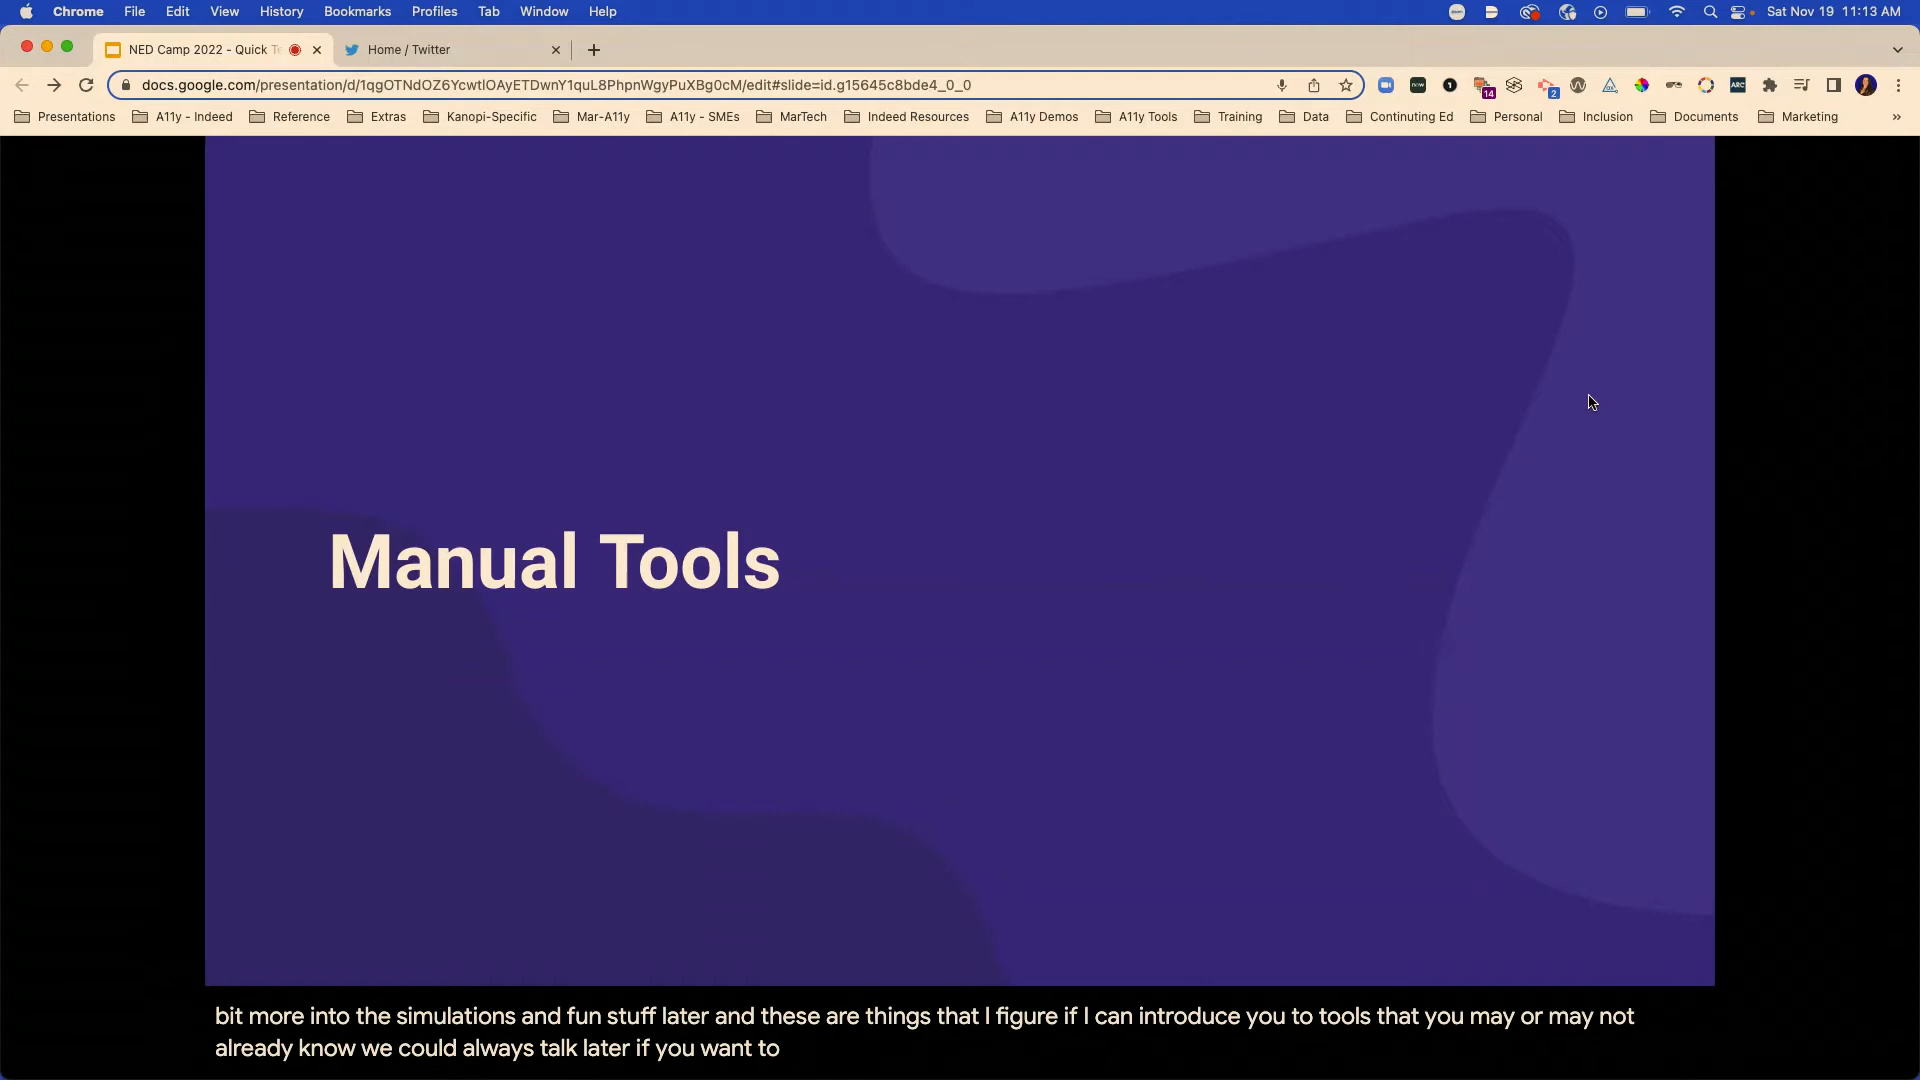 Chrome File Edit View History Bookmarks Profiles Tab Window Help Sat Nov 19 11:13 AM
NED Camp 2022 - Quick Te Home / Twitter
docs.google.com/presentation/d/1qgOTNdOZ6YcwtlOAyETDwnY1quL8PhpnWgyPuXBg0cM/edit#slide=id.g15645c8bde4_0_0 14 2 ARC
Presentations A11y - Indeed Reference Extras Kanopi-Specific Mar-A11y A11y - SMEs MarTech Indeed Resources A11y Demos A11y Tools Training Data Continuting Ed Personal Inclusion Documents Marketing »
Manual Tools
bit more into the simulations and fun stuff later and these are things that I figure if I can introduce you to tools that you may or may not
already know we could always talk later if you want to